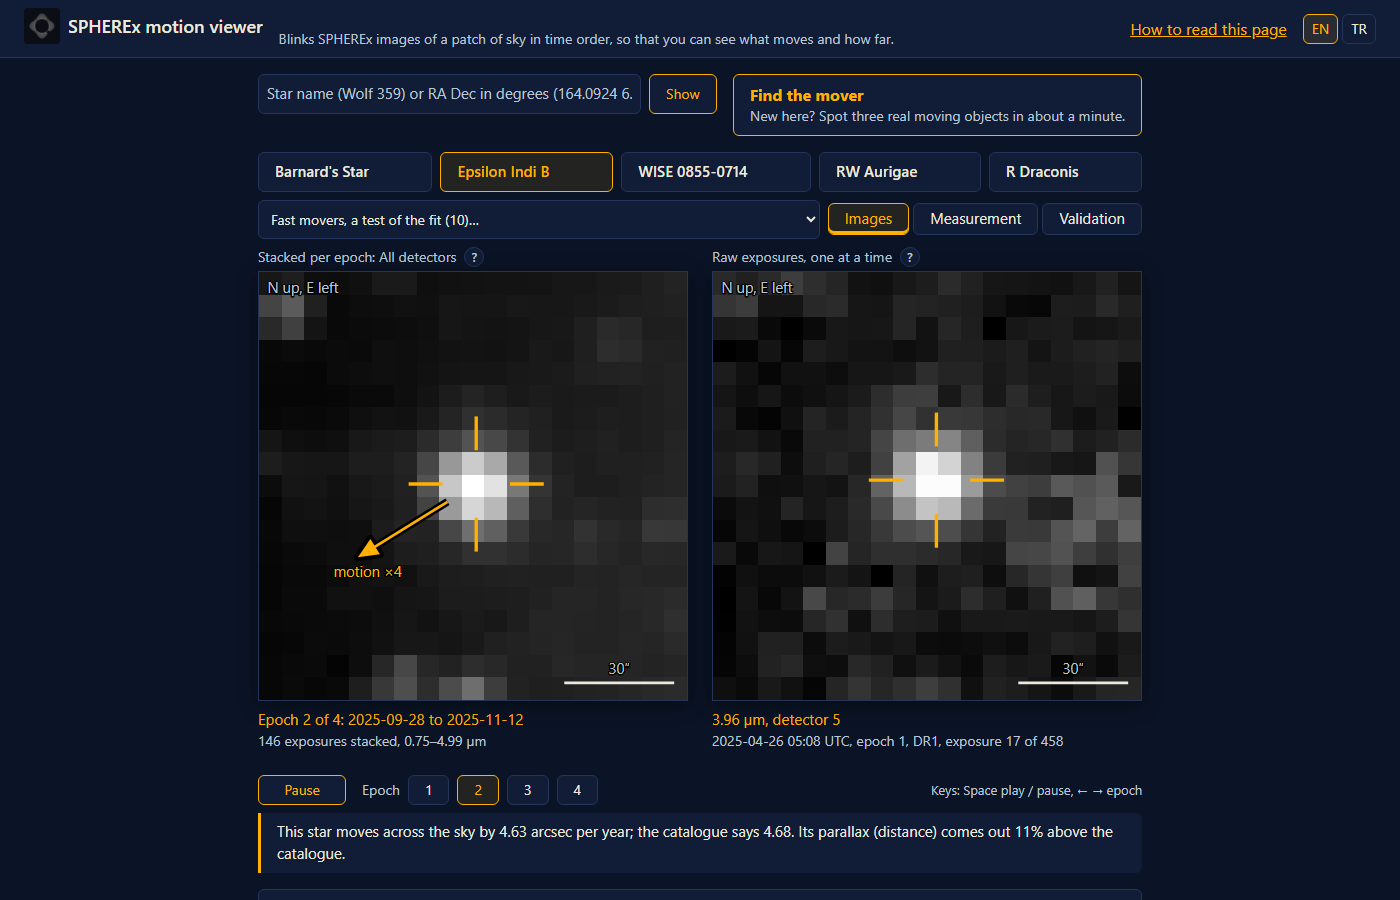 SPHEREx motion viewer
Blinks SPHEREx images of a patch of sky in time order, so that you can see what moves and how far.
How to read this page
EN
TR
Star name (Wolf 359) or RA Dec in degrees (164.0924 6.
Show
Find the mover
New here? Spot three real moving objects in about a minute.
Barnard's Star
Epsilon Indi B
WISE 0855-0714
RW Aurigae
R Draconis
Fast movers, a test of the fit (10)...
Images
Measurement
Validation
Stacked per epoch: All detectors ?
Raw exposures, one at a time ?
N up, E left
motion ×4
30″
N up, E left
30″
Epoch 2 of 4: 2025-09-28 to 2025-11-12
146 exposures stacked, 0.75–4.99 µm
3.96 µm, detector 5
2025-04-26 05:08 UTC, epoch 1, DR1, exposure 17 of 458
Pause
Epoch
1
2
3
4
Keys: Space play / pause, ← → epoch
This star moves across the sky by 4.63 arcsec per year; the catalogue says 4.68. Its parallax (distance) comes out 11% above the
catalogue.